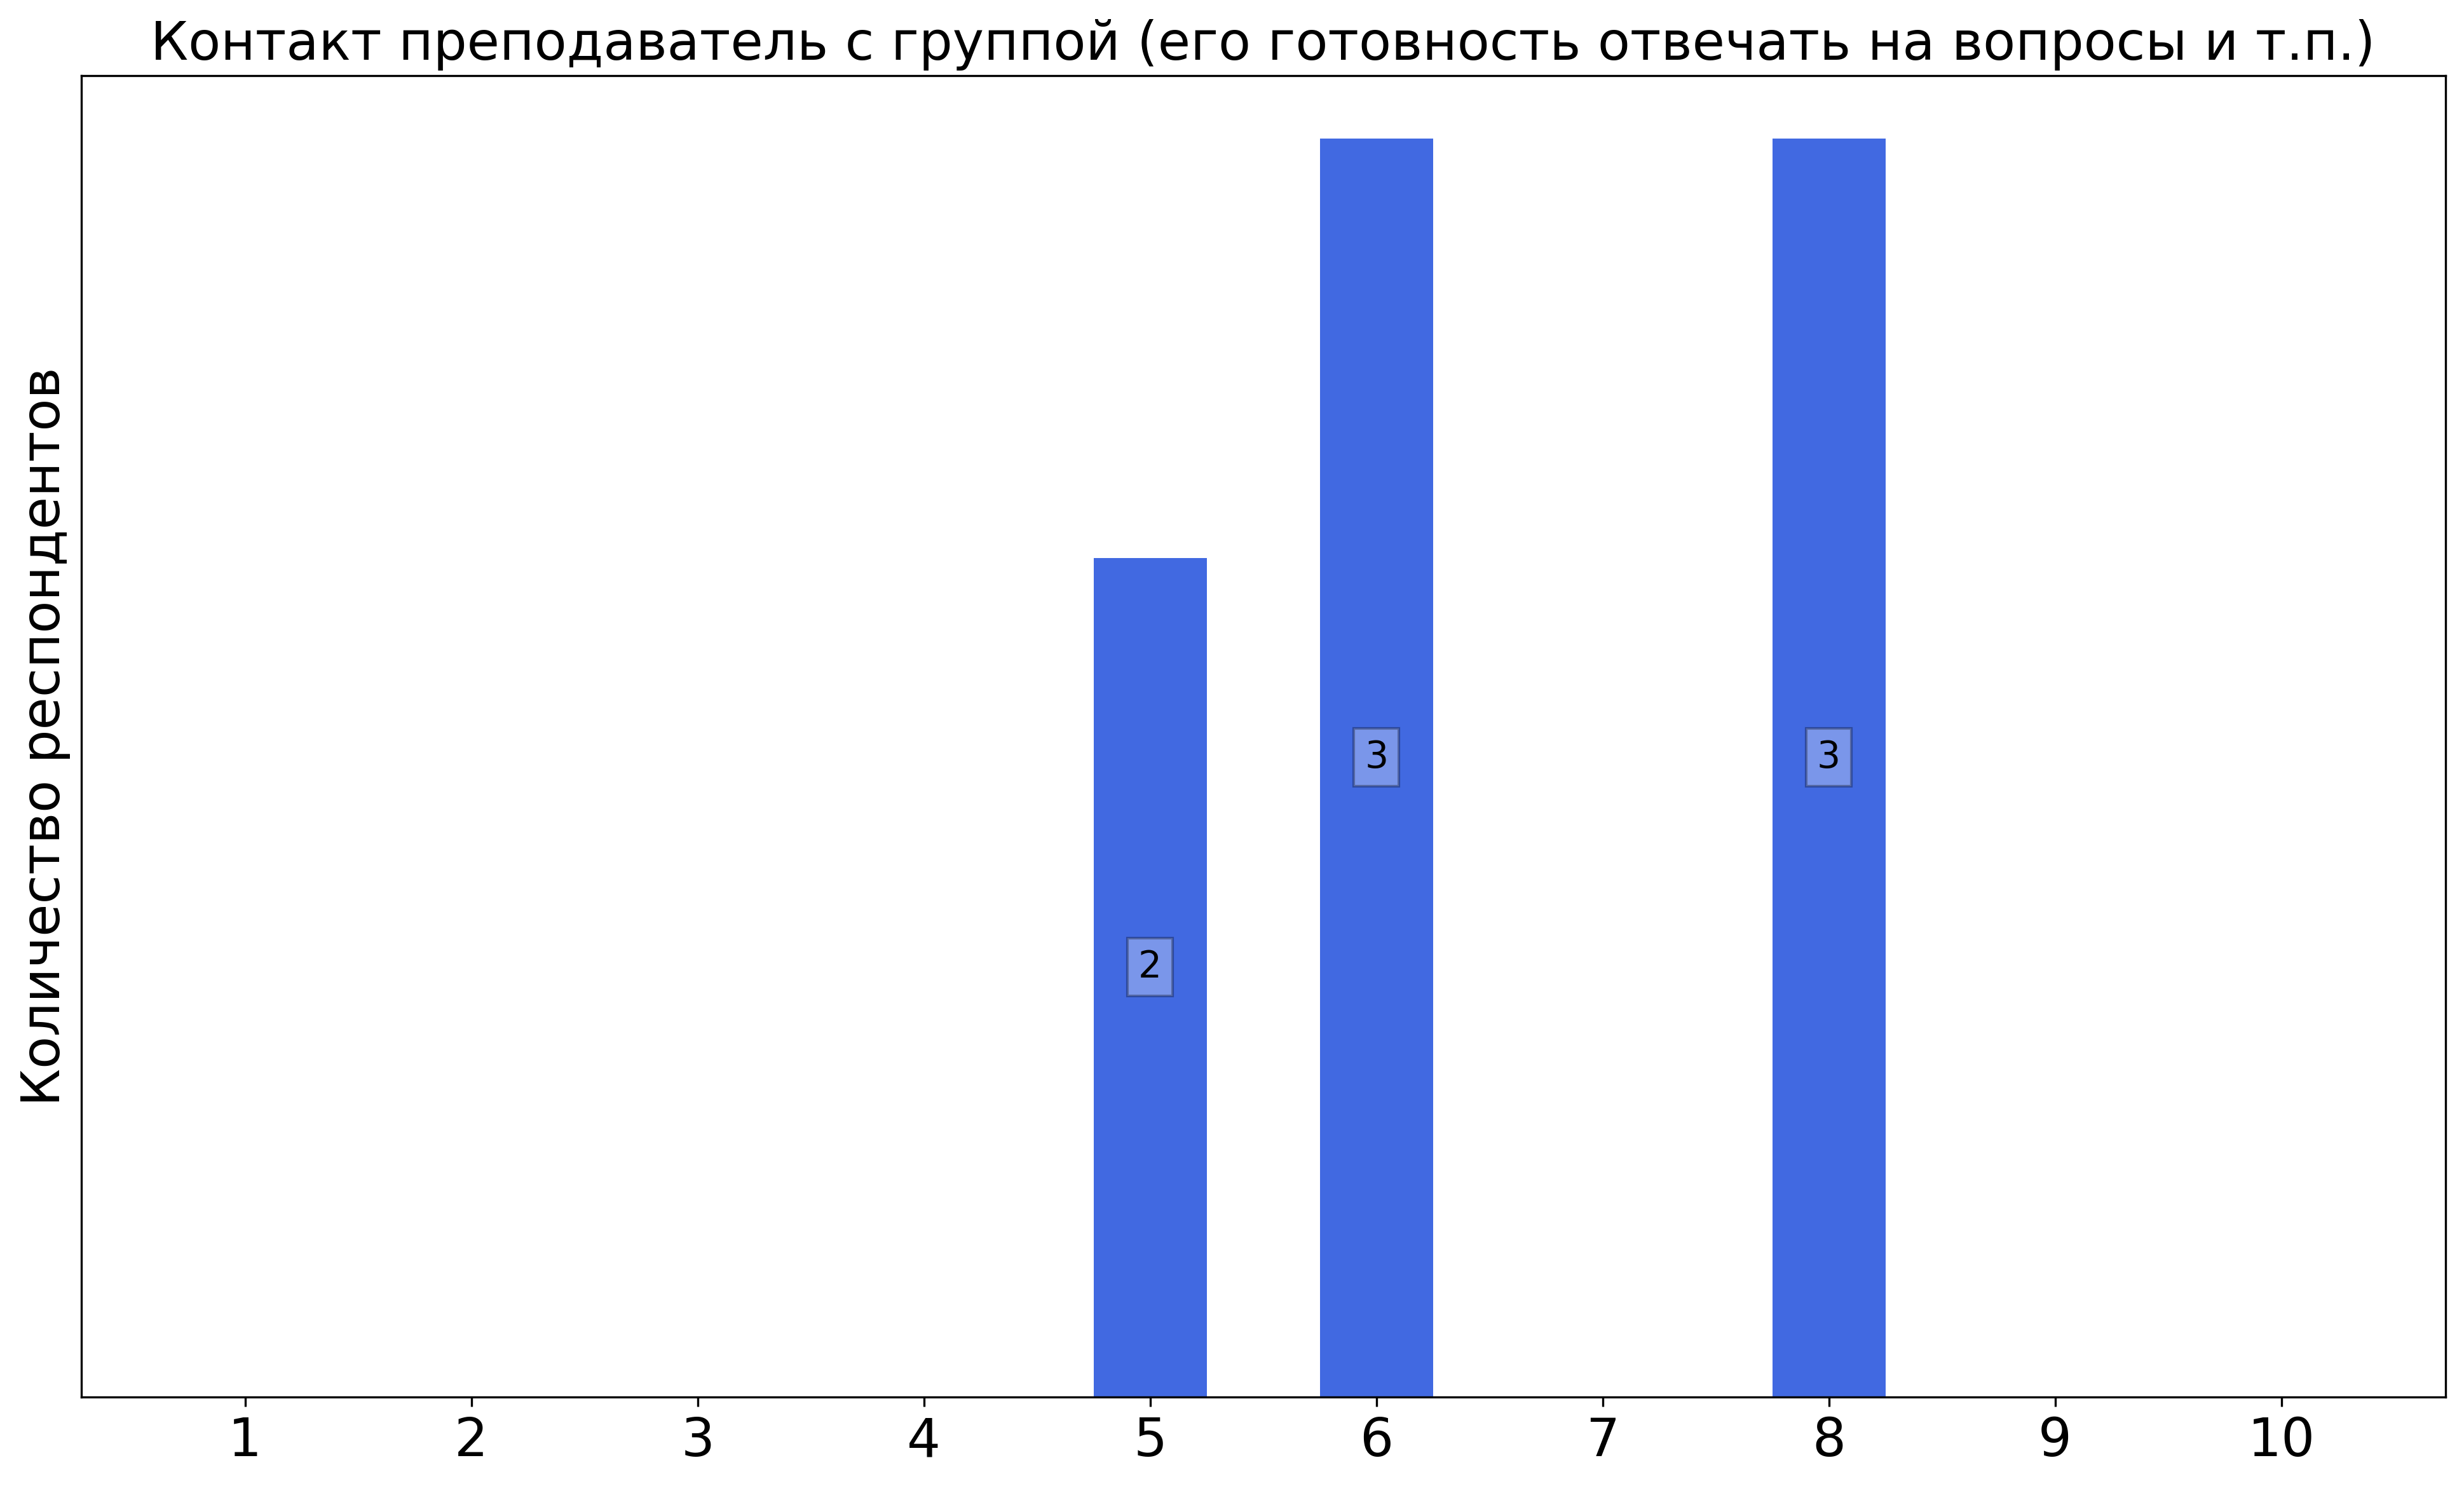 Контакт преподаватель с группой (его готовность отвечать на вопросы и т.п.)
Количество респондентов
3
3
2
1 2 3 4 5 6 7 8 9 10